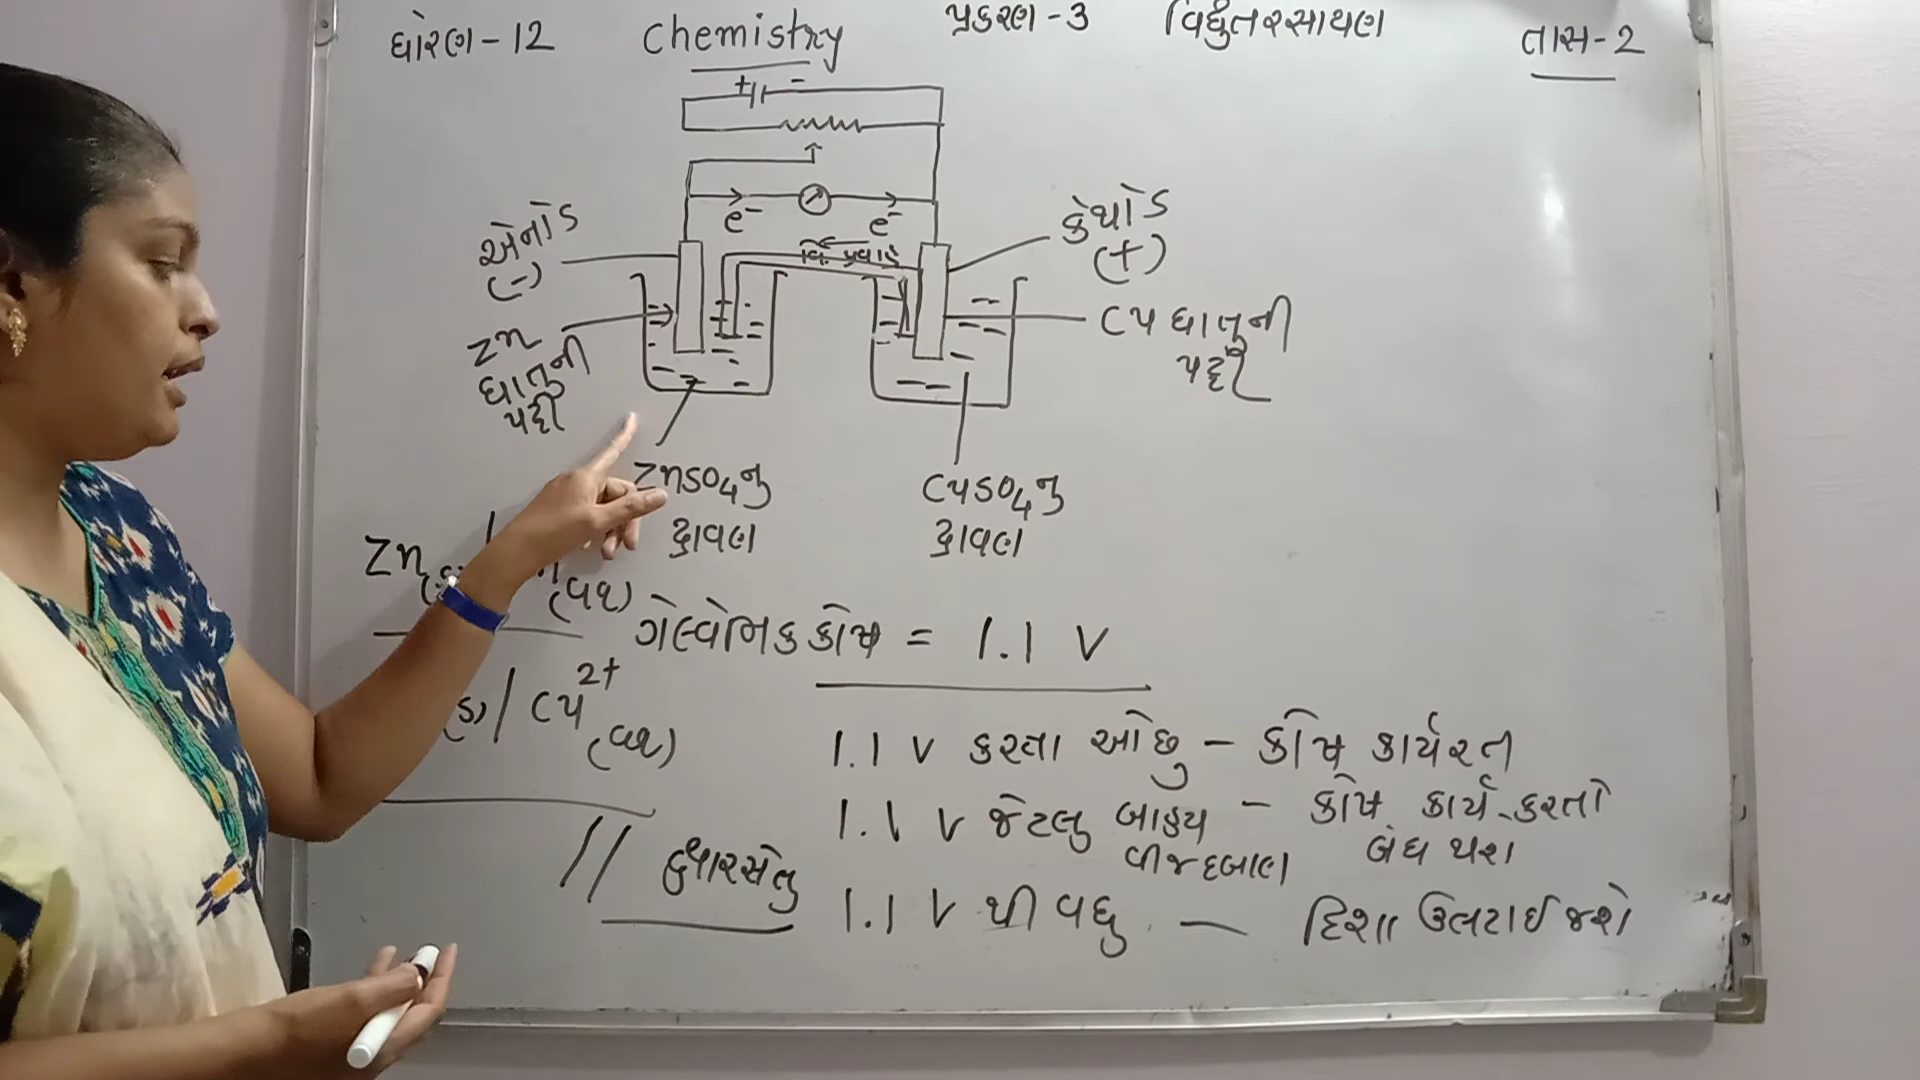 ધોરણ - 12 Chemistry પ્રકરણ - 3 વિદ્યુતરસાયણ તાસ - 2
+ -
e⁻ e⁻
વિ. પ્રવાહ
એનોડ
(-)
કેથોડ
(+)
Zn
ધાતુની
પટ્ટી
Cu ધાતુની
પટ્ટી
ZnSO₄નુ
દ્રાવણ
CuSO₄નુ
દ્રાવણ
Zn
(વશ)
ગેલ્વેનિક કોષ = 1.1 V
/ Cu²⁺
1.1 V કરતા ઓછુ - કોષ કાર્યરત
1.1 V જેટલુ બાહ્ય - કોષ કાર્ય કરતો
વીજદબાણ બંધ થશે
// ક્ષારસેતુ
1.1 V થી વધુ - દિશા ઉલટાઈ જશે